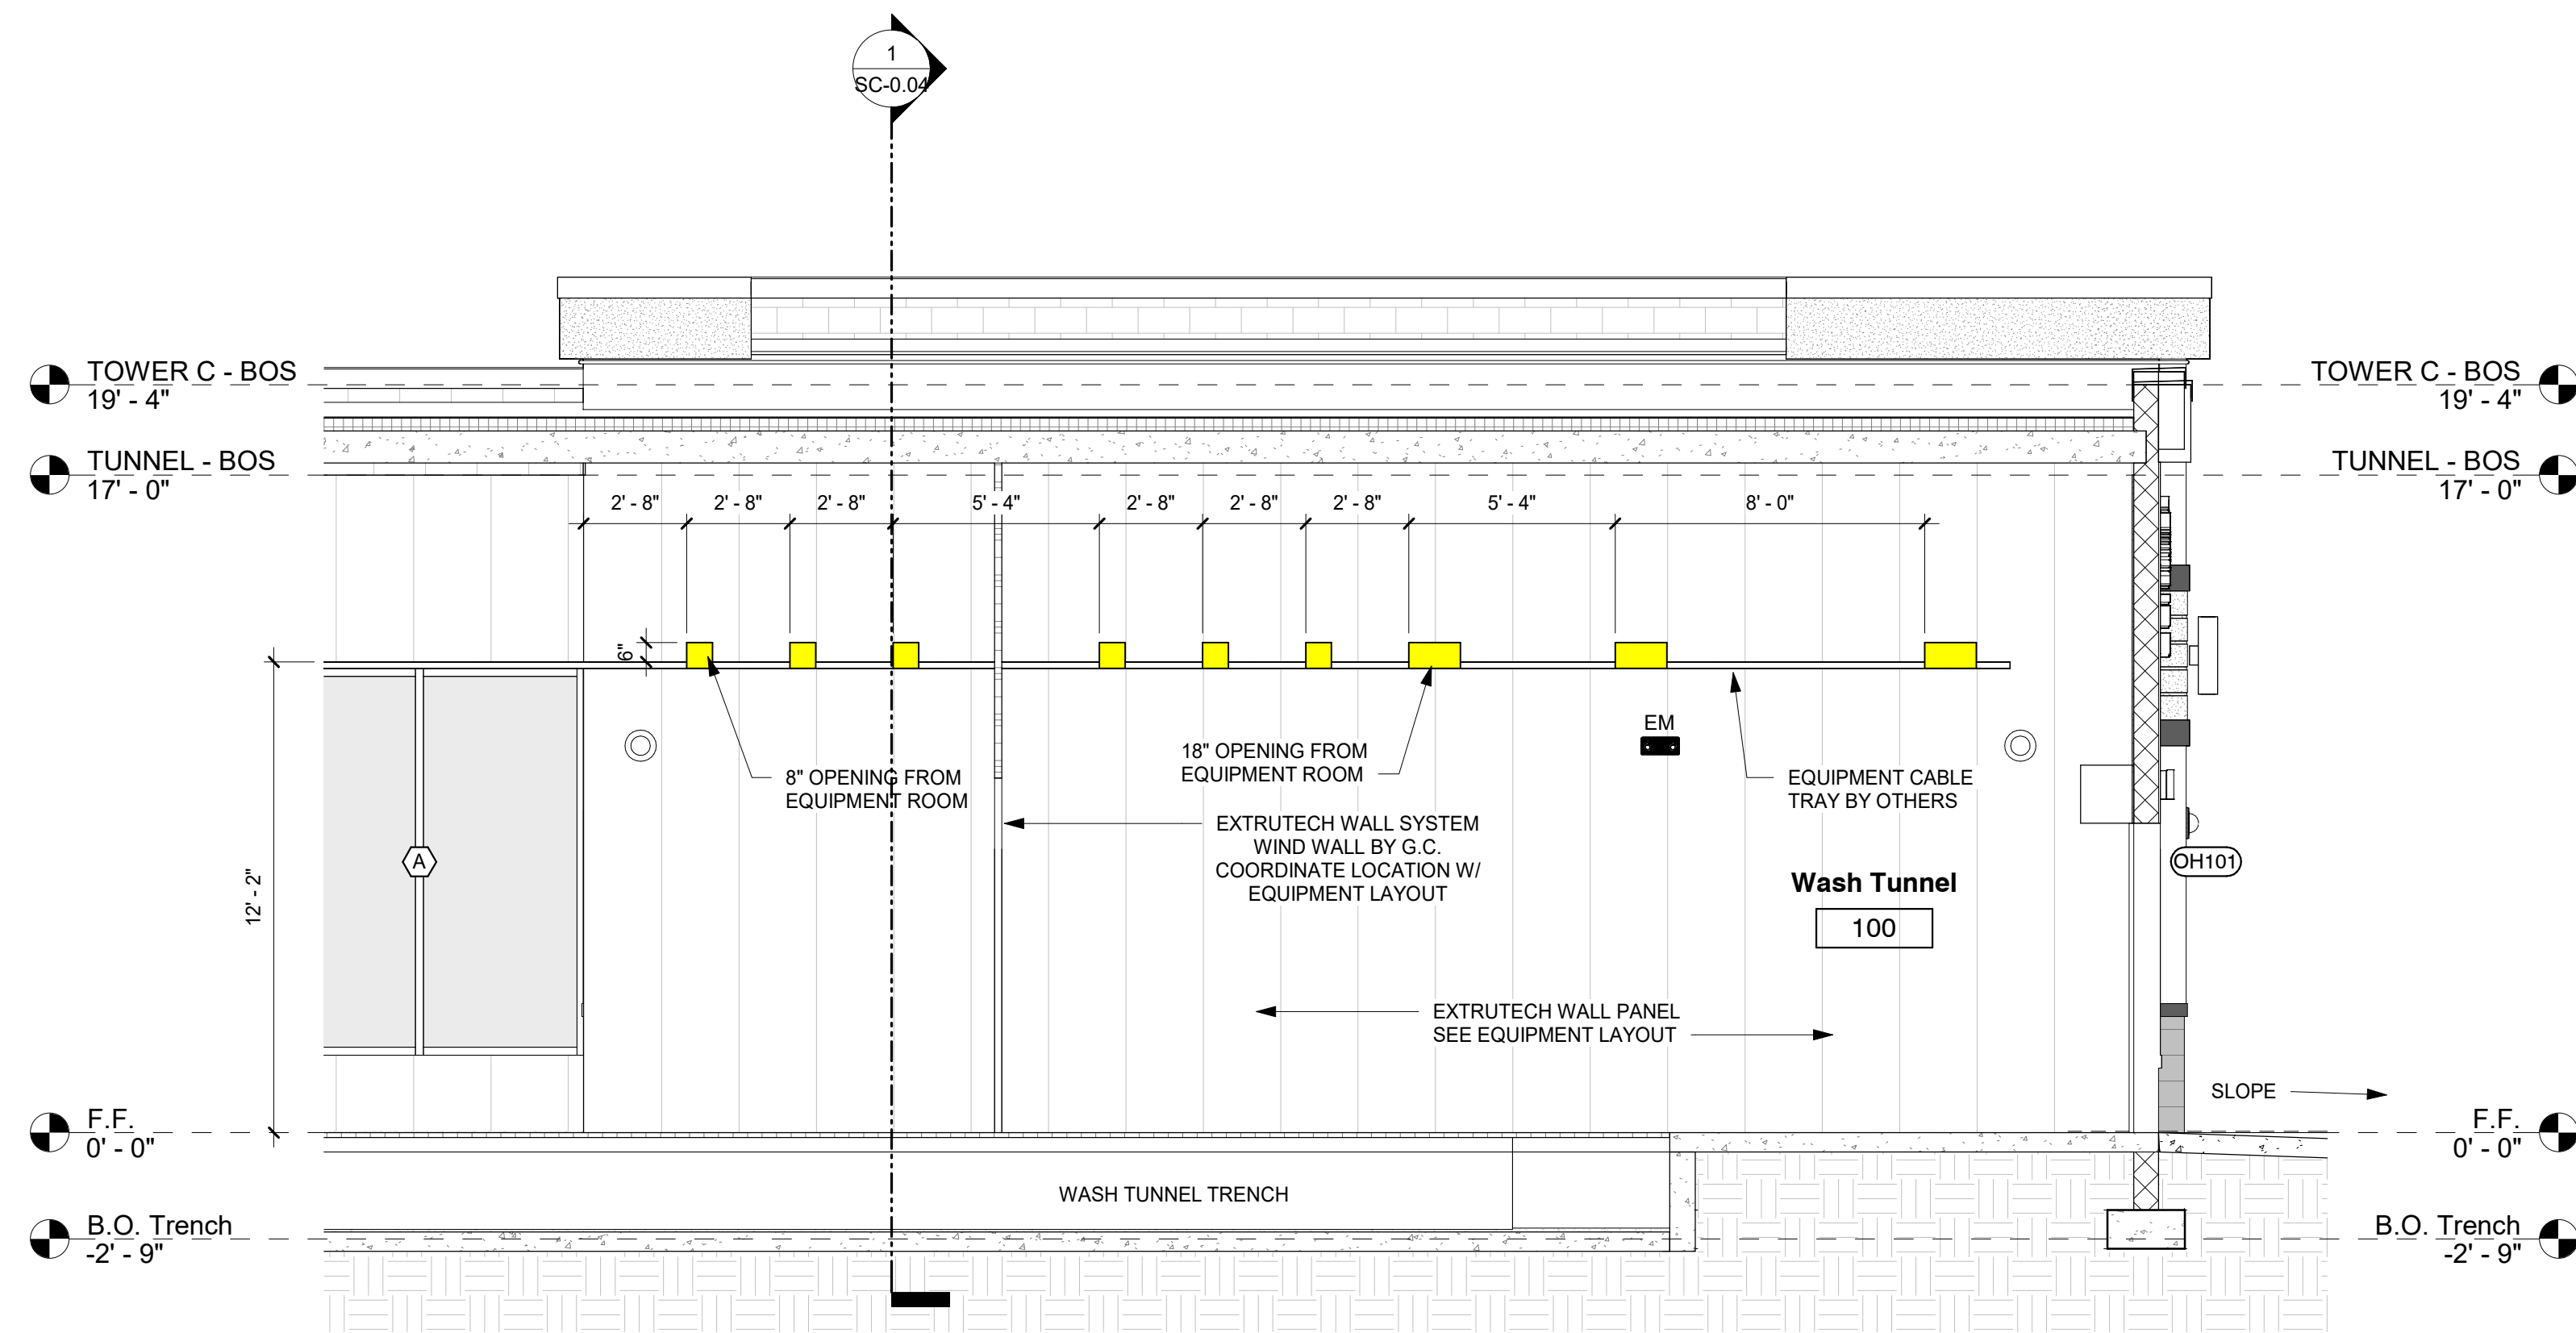 1
SC-0.04
TOWER C - BOS
19' - 4"
TOWER C - BOS
19' - 4"
TUNNEL - BOS
17' - 0"
TUNNEL - BOS
17' - 0"
2' - 8"
2' - 8"
2' - 8"
5' - 4"
2' - 8"
2' - 8"
2' - 8"
5' - 4"
8' - 0"
6"
EM
8" OPENING FROM
EQUIPMENT ROOM
18" OPENING FROM
EQUIPMENT ROOM
EQUIPMENT CABLE
TRAY BY OTHERS
EXTRUTECH WALL SYSTEM
WIND WALL BY G.C.
COORDINATE LOCATION W/
EQUIPMENT LAYOUT
A
OH101
12' - 2"
Wash Tunnel
100
EXTRUTECH WALL PANEL
SEE EQUIPMENT LAYOUT
SLOPE
F.F.
0' - 0"
F.F.
0' - 0"
WASH TUNNEL TRENCH
B.O. Trench
-2' - 9"
B.O. Trench
-2' - 9"